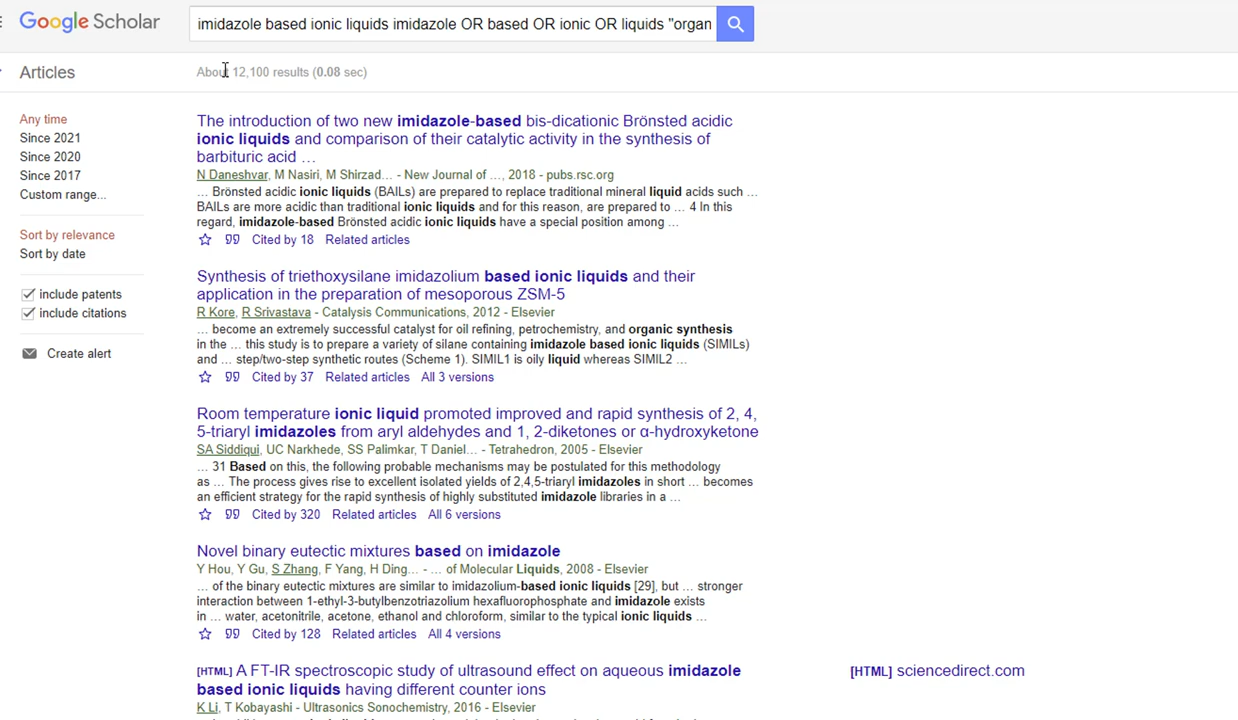 Google Scholar
imidazole based ionic liquids imidazole OR based OR ionic OR liquids "organ
Articles
About 12,100 results (0.08 sec)
Any time
Since 2021
Since 2020
Since 2017
Custom range...
Sort by relevance
Sort by date
include patents
include citations
Create alert
The introduction of two new imidazole-based bis-dicationic Brönsted acidic
ionic liquids and comparison of their catalytic activity in the synthesis of
barbituric acid …
N Daneshvar, M Nasiri, M Shirzad… - New Journal of …, 2018 - pubs.rsc.org
… Brönsted acidic ionic liquids (BAILs) are prepared to replace traditional mineral liquid acids such …
BAILs are more acidic than traditional ionic liquids and for this reason, are prepared to … 4 In this
regard, imidazole-based Brönsted acidic ionic liquids have a special position among …
Cited by 18 Related articles
Synthesis of triethoxysilane imidazolium based ionic liquids and their
application in the preparation of mesoporous ZSM-5
R Kore, R Srivastava - Catalysis Communications, 2012 - Elsevier
… become an extremely successful catalyst for oil refining, petrochemistry, and organic synthesis
in the … this study is to prepare a variety of silane containing imidazole based ionic liquids (SIMILs)
and … step/two-step synthetic routes (Scheme 1). SIMIL1 is oily liquid whereas SIMIL2 …
Cited by 37 Related articles All 3 versions
Room temperature ionic liquid promoted improved and rapid synthesis of 2, 4,
5-triaryl imidazoles from aryl aldehydes and 1, 2-diketones or α-hydroxyketone
SA Siddiqui, UC Narkhede, SS Palimkar, T Daniel… - Tetrahedron, 2005 - Elsevier
… 31 Based on this, the following probable mechanisms may be postulated for this methodology
as … The process gives rise to excellent isolated yields of 2,4,5-triaryl imidazoles in short … becomes
an efficient strategy for the rapid synthesis of highly substituted imidazole libraries in a …
Cited by 320 Related articles All 6 versions
Novel binary eutectic mixtures based on imidazole
Y Hou, Y Gu, S Zhang, F Yang, H Ding… - … of Molecular Liquids, 2008 - Elsevier
… of the binary eutectic mixtures are similar to imidazolium-based ionic liquids [29], but … stronger
interaction between 1-ethyl-3-butylbenzotriazolium hexafluorophosphate and imidazole exists
in … water, acetonitrile, acetone, ethanol and chloroform, similar to the typical ionic liquids …
Cited by 128 Related articles All 4 versions
[HTML] A FT-IR spectroscopic study of ultrasound effect on aqueous imidazole
based ionic liquids having different counter ions
K Li, T Kobayashi - Ultrasonics Sonochemistry, 2016 - Elsevier
[HTML] sciencedirect.com